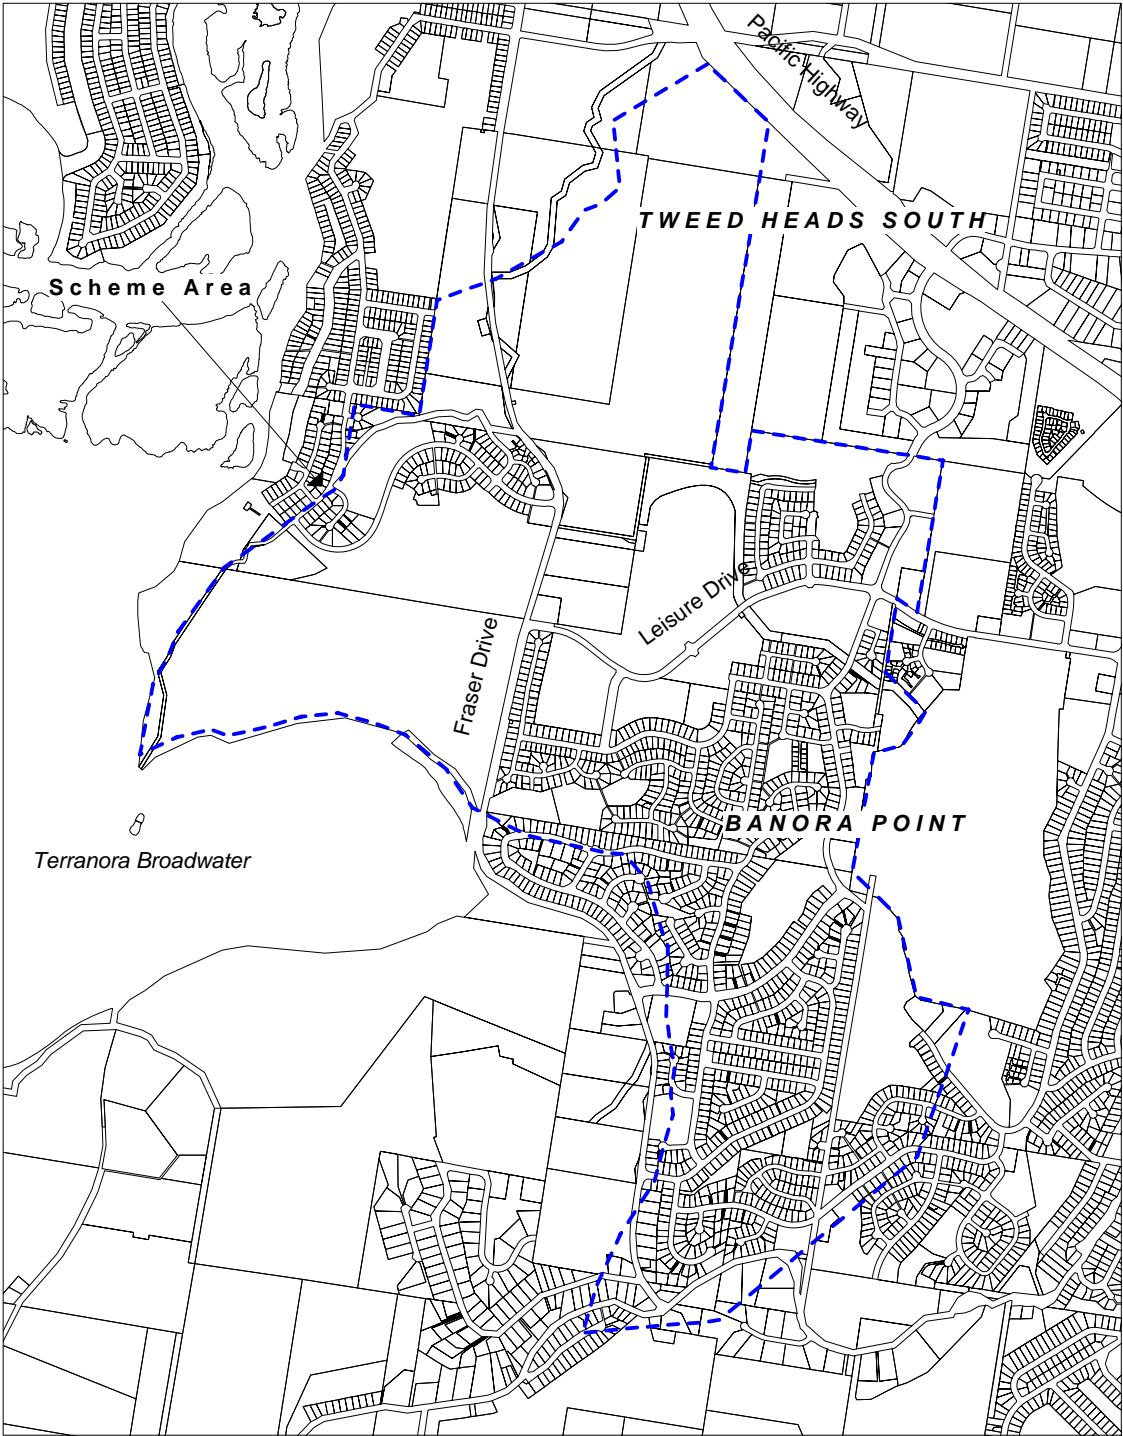 Pacific Highway
TWEED HEADS SOUTH
Scheme Area
Leisure Drive
Fraser Drive
BANORA POINT
Terranora Broadwater